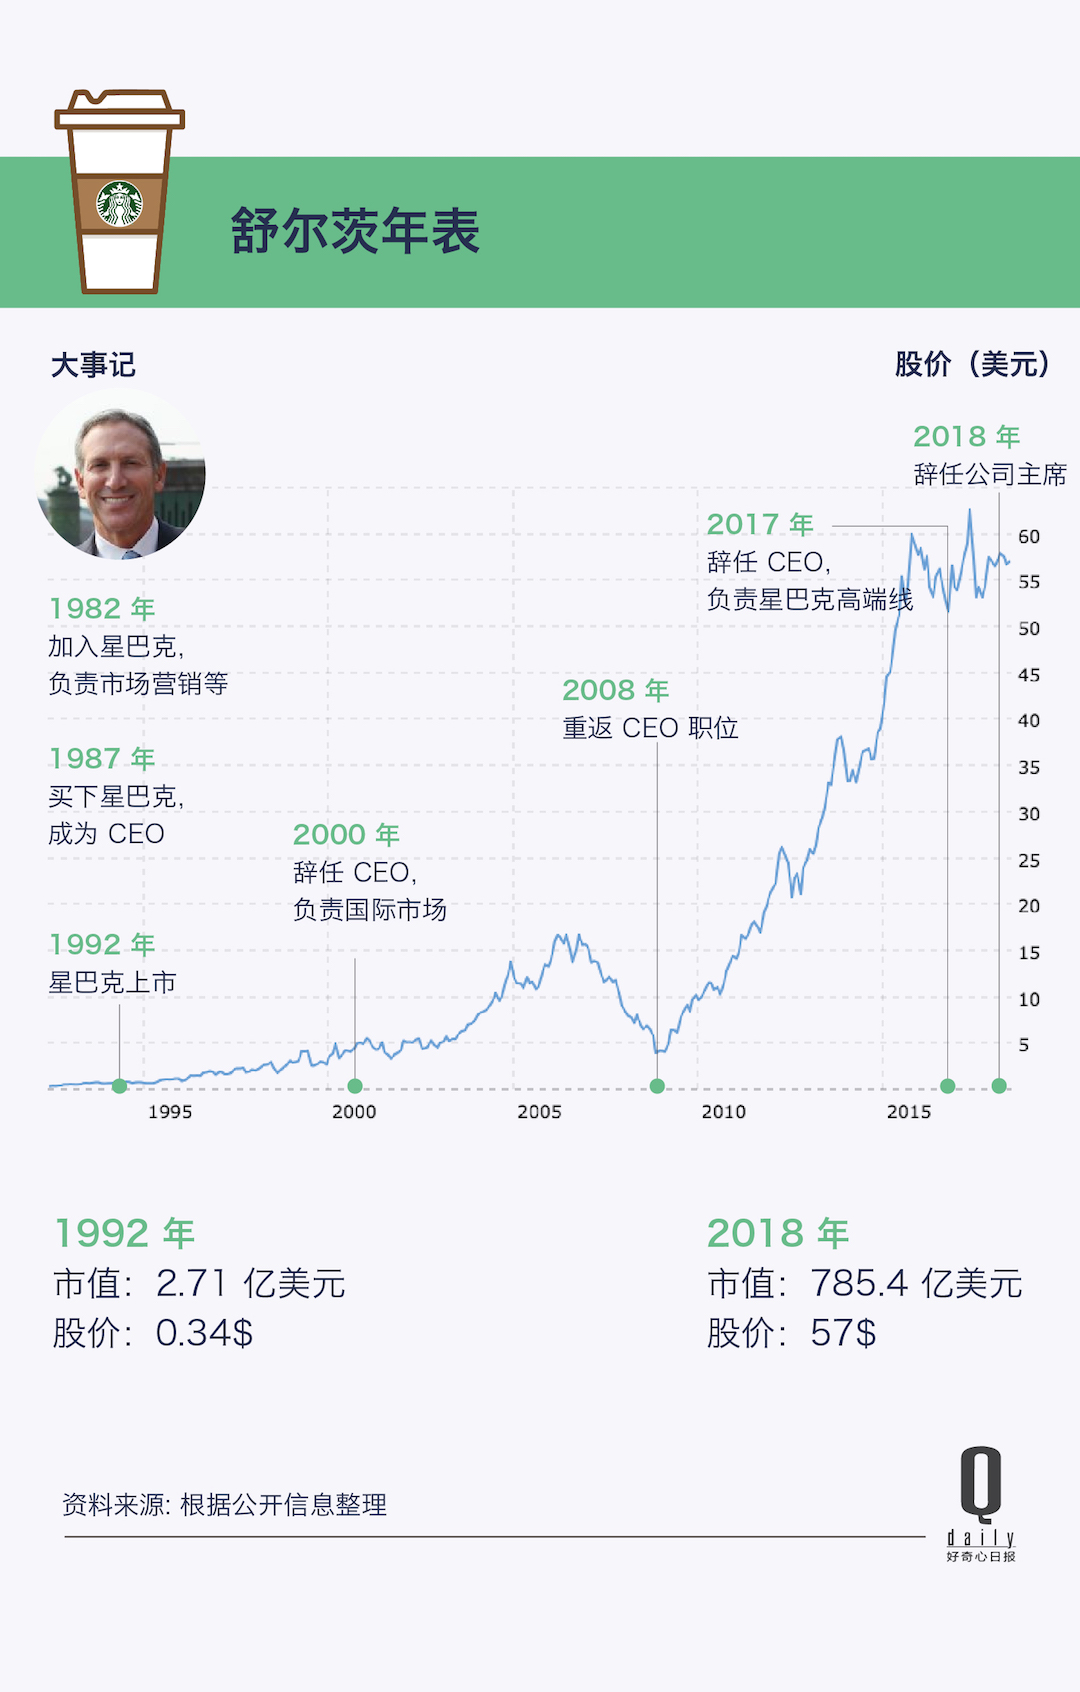 舒尔茨年表
大事记
股价（美元）
2018 年
辞任公司主席
2017 年
辞任 CEO,
负责星巴克高端线
1982 年
加入星巴克,
负责市场营销等
2008 年
重返 CEO 职位
1987 年
买下星巴克,
成为 CEO
2000 年
辞任 CEO,
负责国际市场
1992 年
星巴克上市
60
55
50
45
40
35
30
25
20
15
10
5
1995 2000 2005 2010 2015
1992 年
市值：2.71 亿美元
股价：0.34$
2018 年
市值：785.4 亿美元
股价：57$
资料来源: 根据公开信息整理
Q
daily
好奇心日报